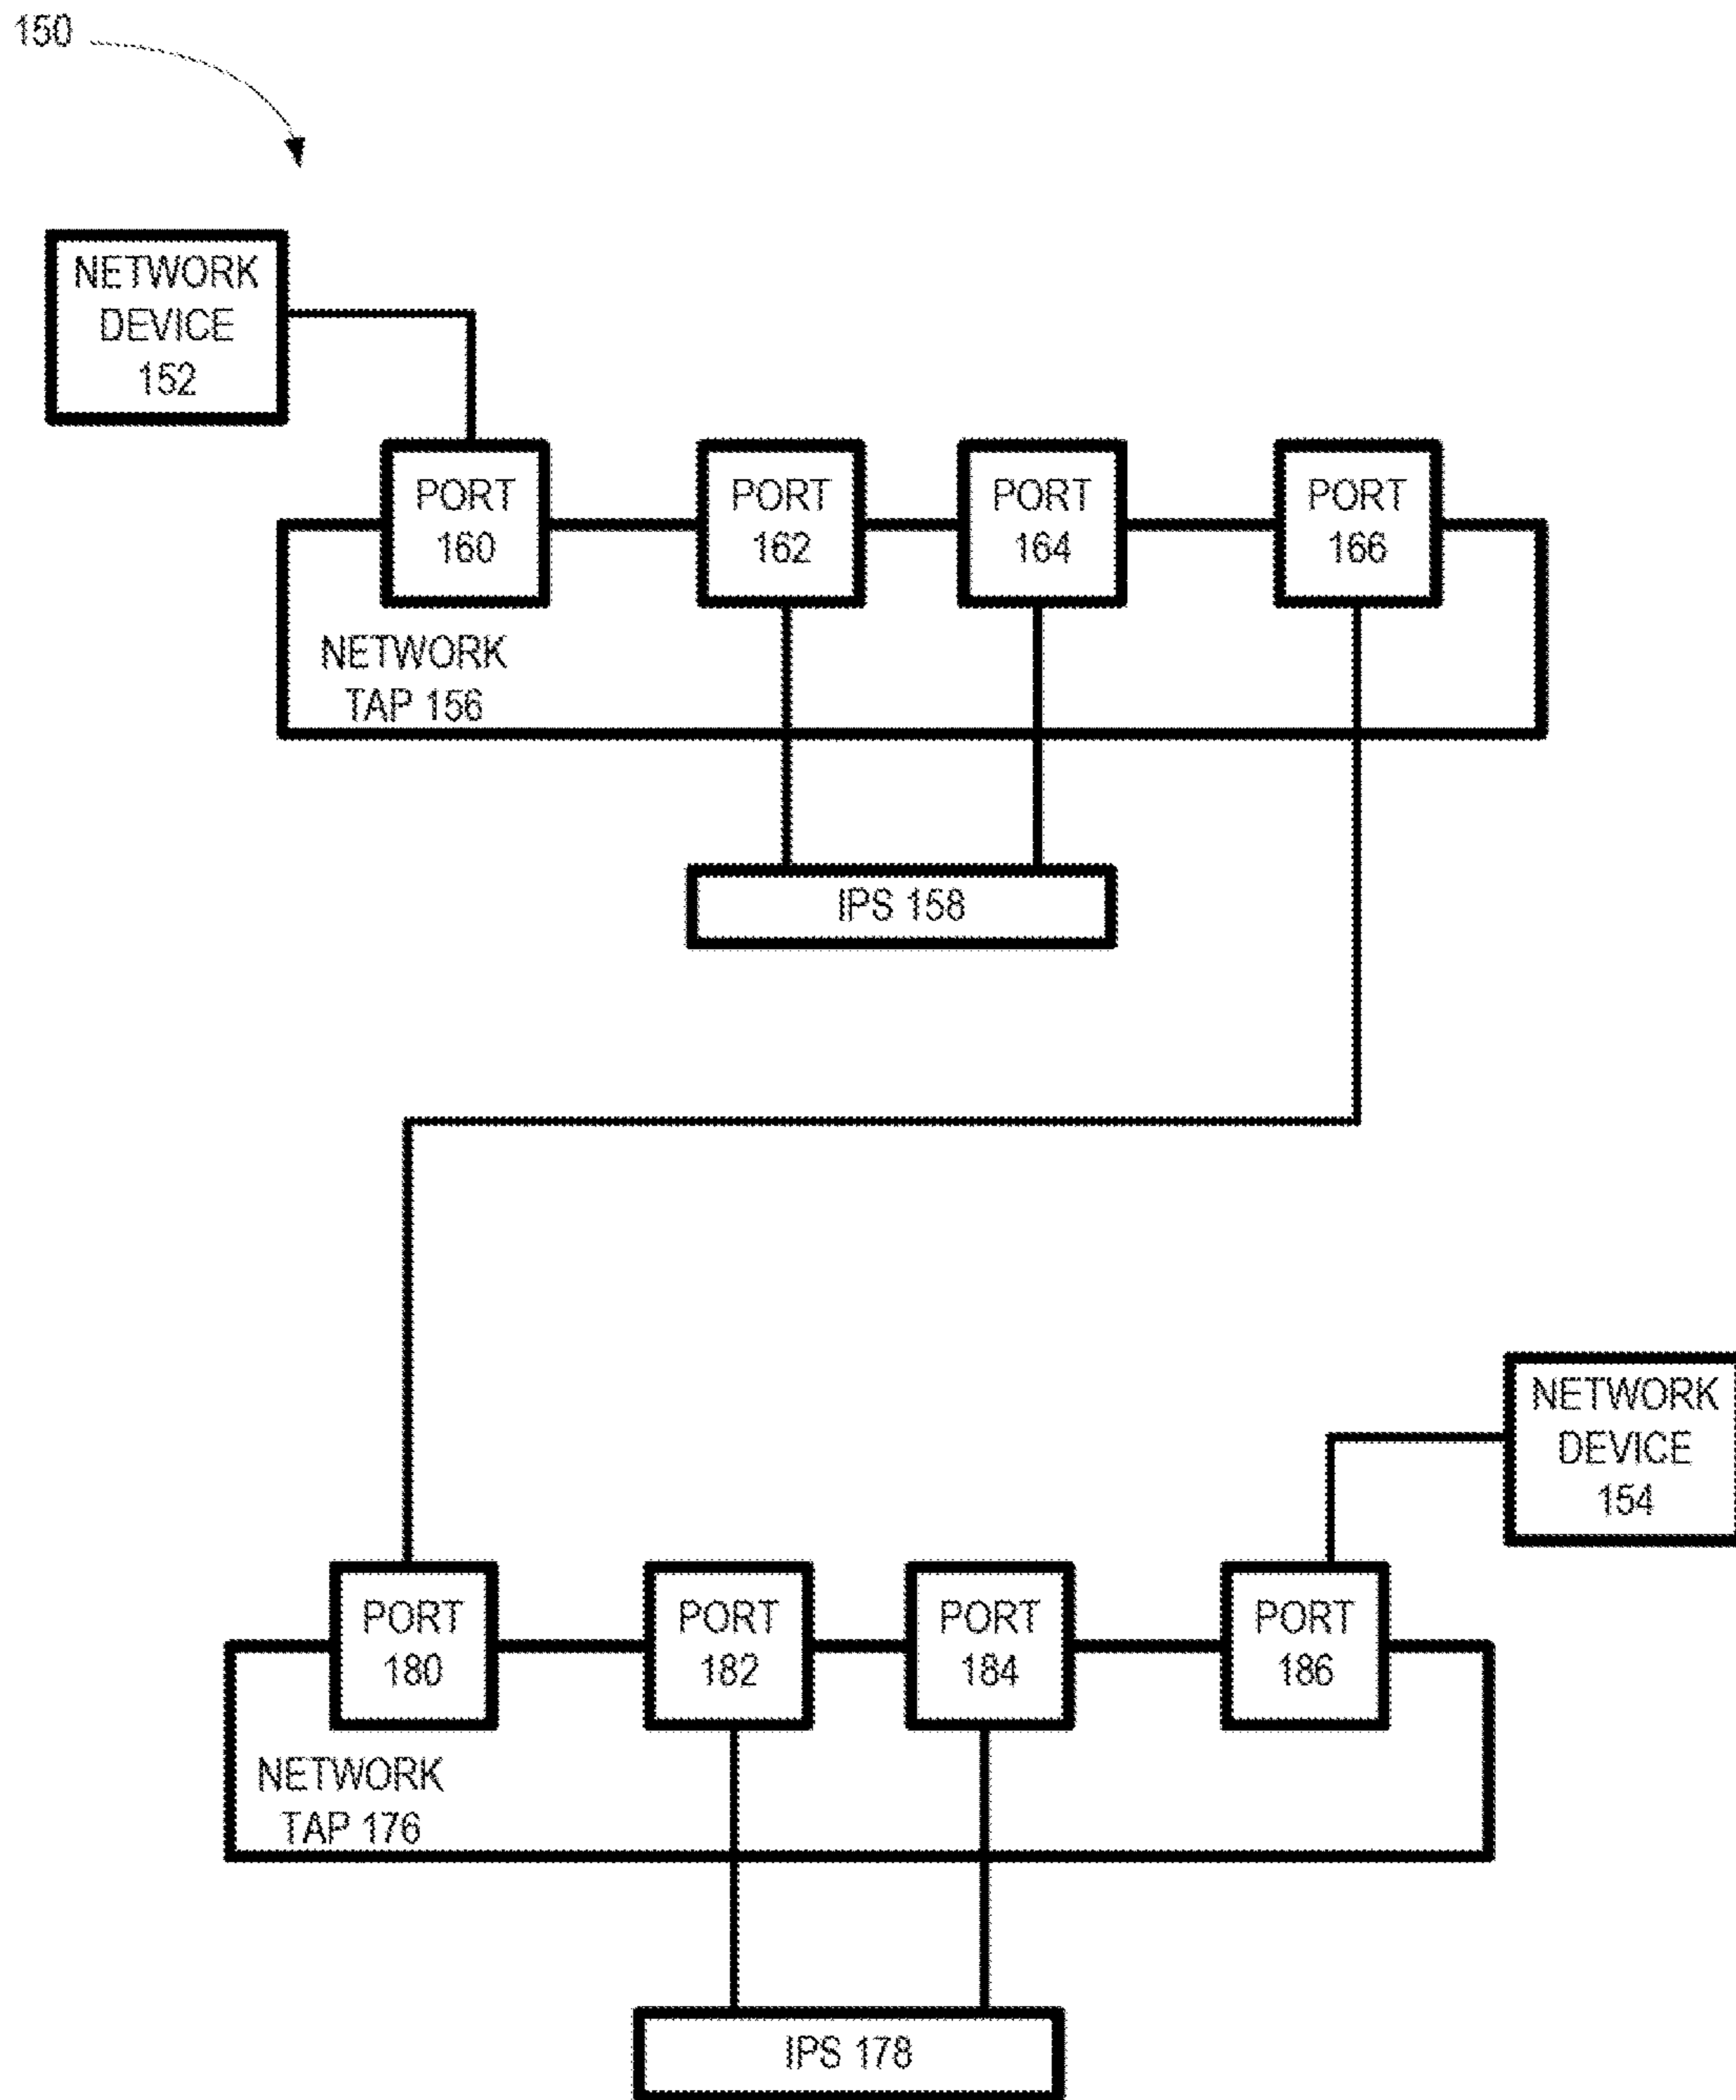 150
NETWORK
DEVICE
152
PORT
160
PORT
162
PORT
164
PORT
166
NETWORK
TAP 156
IPS 158
NETWORK
DEVICE
154
PORT
180
PORT
182
PORT
184
PORT
186
NETWORK
TAP 176
IPS 178